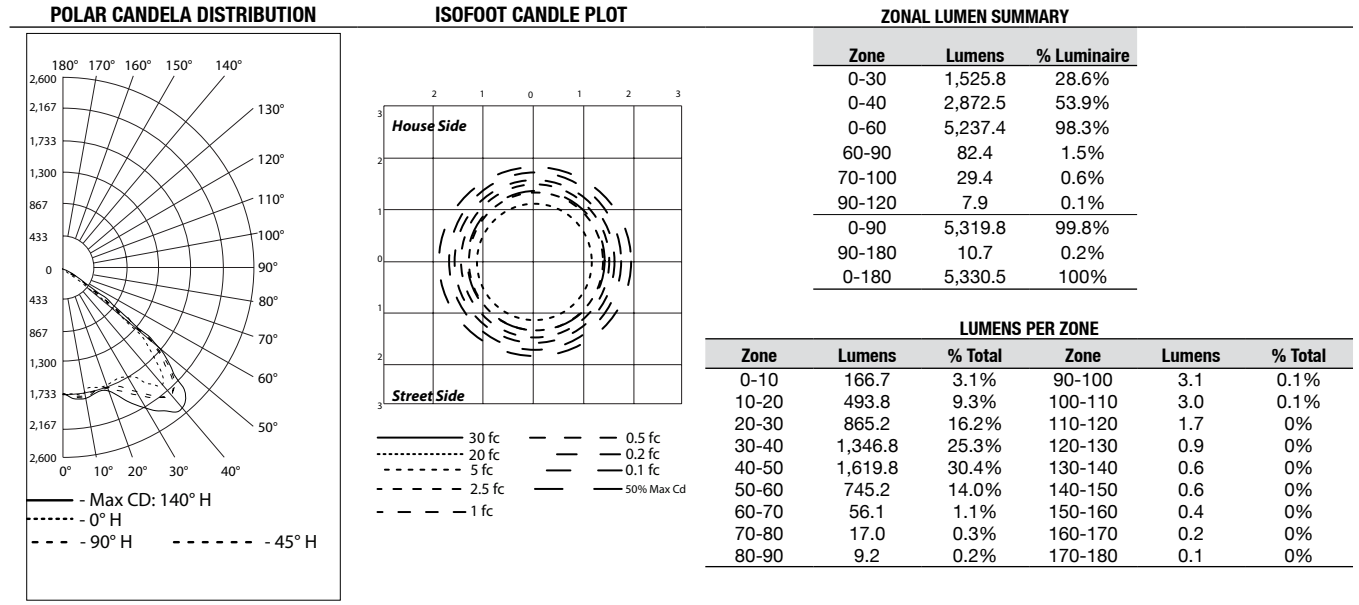 POLAR CANDELA DISTRIBUTION
180° 170° 160° 150° 140°
2,600
2,167
130°
1,733
120°
1,300
110°
867
100°
433
0
90°
433
80°
867
70°
1,300
60°
1,733
2,167
50°
2,600
0° 10° 20° 30° 40°
- Max CD: 140° H
- 0° H
- 90° H - 45° H
ISOFOOT CANDLE PLOT
2 1 0 1 2 3
3
House Side
2
1
0
1
2
Street Side
3
30 fc 0.5 fc
20 fc 0.2 fc
5 fc 0.1 fc
2.5 fc 50% Max Cd
1 fc
ZONAL LUMEN SUMMARY
Zone Lumens % Luminaire
0-30 1,525.8 28.6%
0-40 2,872.5 53.9%
0-60 5,237.4 98.3%
60-90 82.4 1.5%
70-100 29.4 0.6%
90-120 7.9 0.1%
0-90 5,319.8 99.8%
90-180 10.7 0.2%
0-180 5,330.5 100%
LUMENS PER ZONE
Zone Lumens % Total Zone Lumens % Total
0-10 166.7 3.1% 90-100 3.1 0.1%
10-20 493.8 9.3% 100-110 3.0 0.1%
20-30 865.2 16.2% 110-120 1.7 0%
30-40 1,346.8 25.3% 120-130 0.9 0%
40-50 1,619.8 30.4% 130-140 0.6 0%
50-60 745.2 14.0% 140-150 0.6 0%
60-70 56.1 1.1% 150-160 0.4 0%
70-80 17.0 0.3% 160-170 0.2 0%
80-90 9.2 0.2% 170-180 0.1 0%